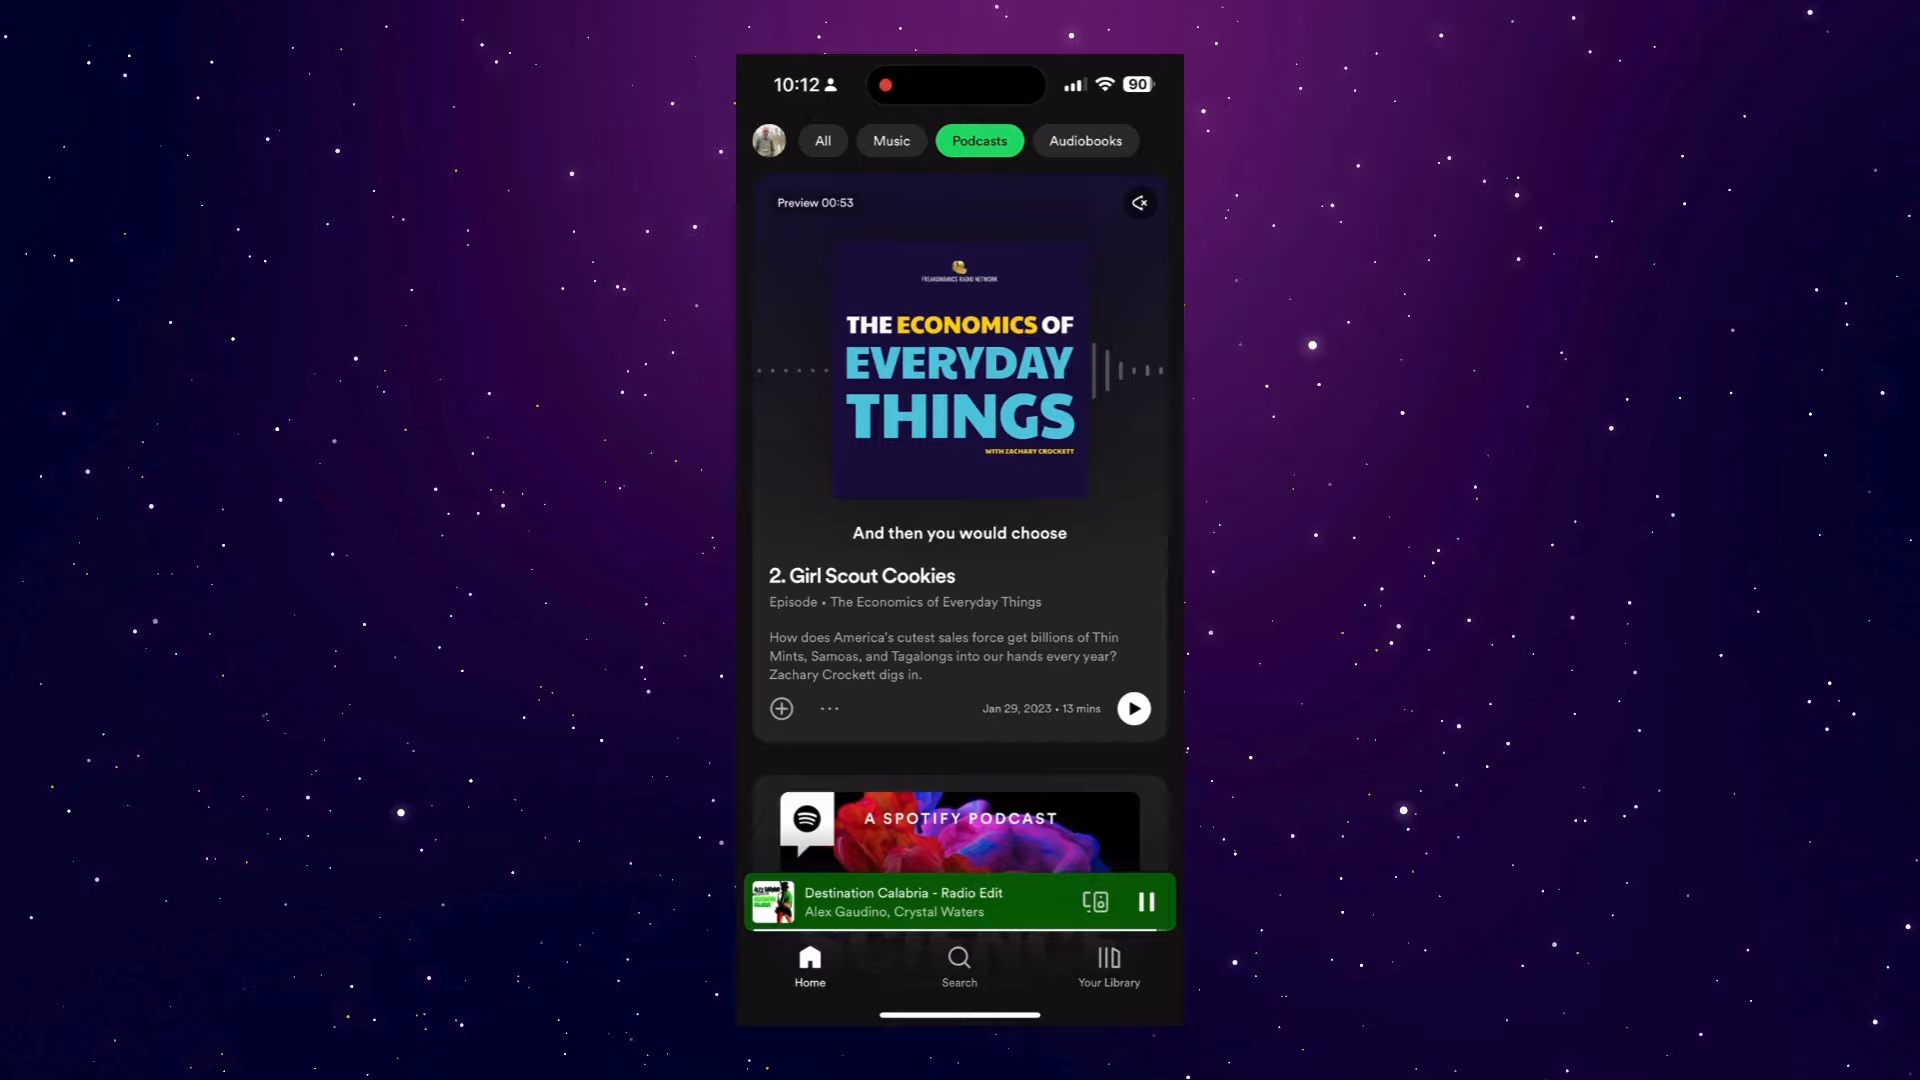 10:12
90
All
Music
Podcasts
Audiobooks
Preview 00:53
FREAKONOMICS RADIO NETWORK
THE ECONOMICS OF
EVERYDAY
THINGS
WITH ZACHARY CROCKETT
And then you would choose
2. Girl Scout Cookies
Episode • The Economics of Everyday Things
How does America's cutest sales force get billions of Thin
Mints, Samoas, and Tagalongs into our hands every year?
Zachary Crockett digs in.
Jan 29, 2023 • 13 mins
A SPOTIFY PODCAST
Destination Calabria - Radio Edit
Alex Gaudino, Crystal Waters
Home
Search
Your Library